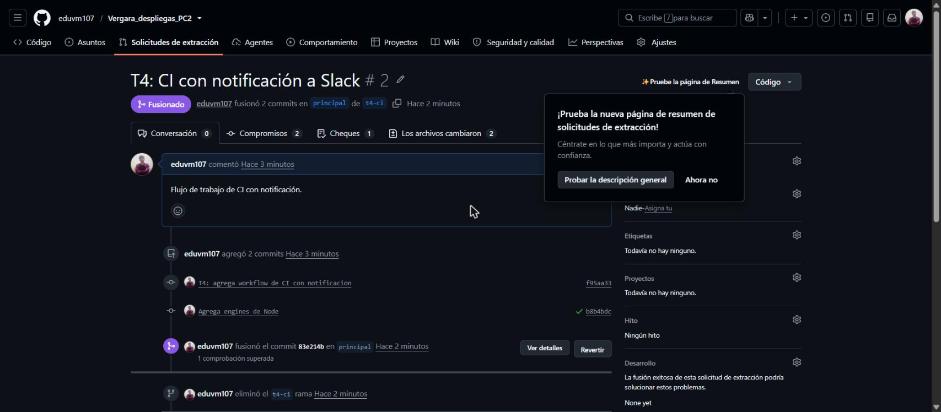 eduvm107 / Vergara_despliegas_PC2
Escribe / para buscar
Código
Asuntos
Solicitudes de extracción
Agentes
Comportamiento
Proyectos
Wiki
Seguridad y calidad
Perspectivas
Ajustes
T4: CI con notificación a Slack # 2
✨Pruebe la página de Resumen
Código
Fusionado
eduvm107 fusionó 2 commits en principal de t4-ci Hace 2 minutos
¡Prueba la nueva página de resumen de
solicitudes de extracción!
Céntrate en lo que más importa y actúa con
confianza.
Probar la descripción general
Ahora no
Conversación 0
Compromisos 2
Cheques 1
Los archivos cambiaron 2
eduvm107 comentó Hace 3 minutos
Flujo de trabajo de CI con notificación.
Nadie-Asigna tu
Etiquetas
Todavía no hay ninguno.
eduvm107 agregó 2 commits Hace 3 minutos
T4: agrega workflow de CI con notificacion
f95aa33
Proyectos
Todavía no hay ninguno.
Agrega engines de Node
b8b4bdc
Hito
Ningún hito
eduvm107 fusionó el commit 83e214b en principal Hace 2 minutos
1 comprobación superada
Ver detalles
Revertir
Desarrollo
La fusión exitosa de esta solicitud de extracción podría
solucionar estos problemas.
None yet
eduvm107 eliminó el t4-ci rama Hace 2 minutos